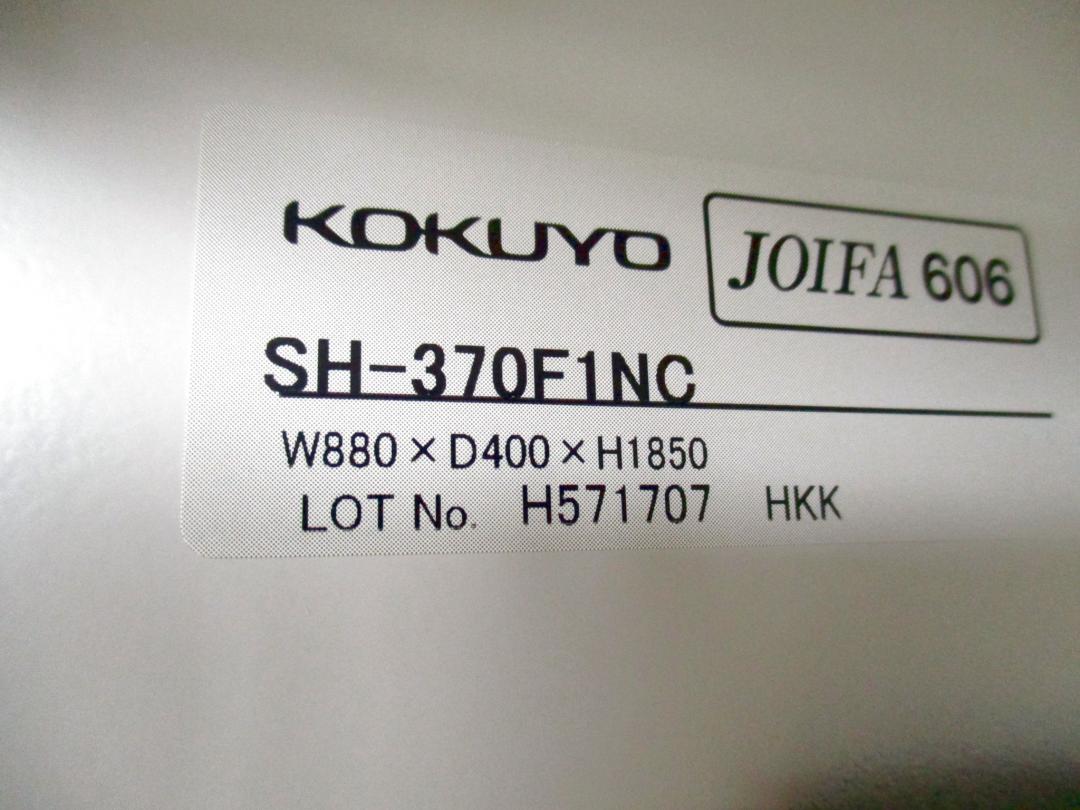 KOKUYO JOIFA 606
SH-370F1NC
W880×D400×H1850
LOT No. H571707 HKK